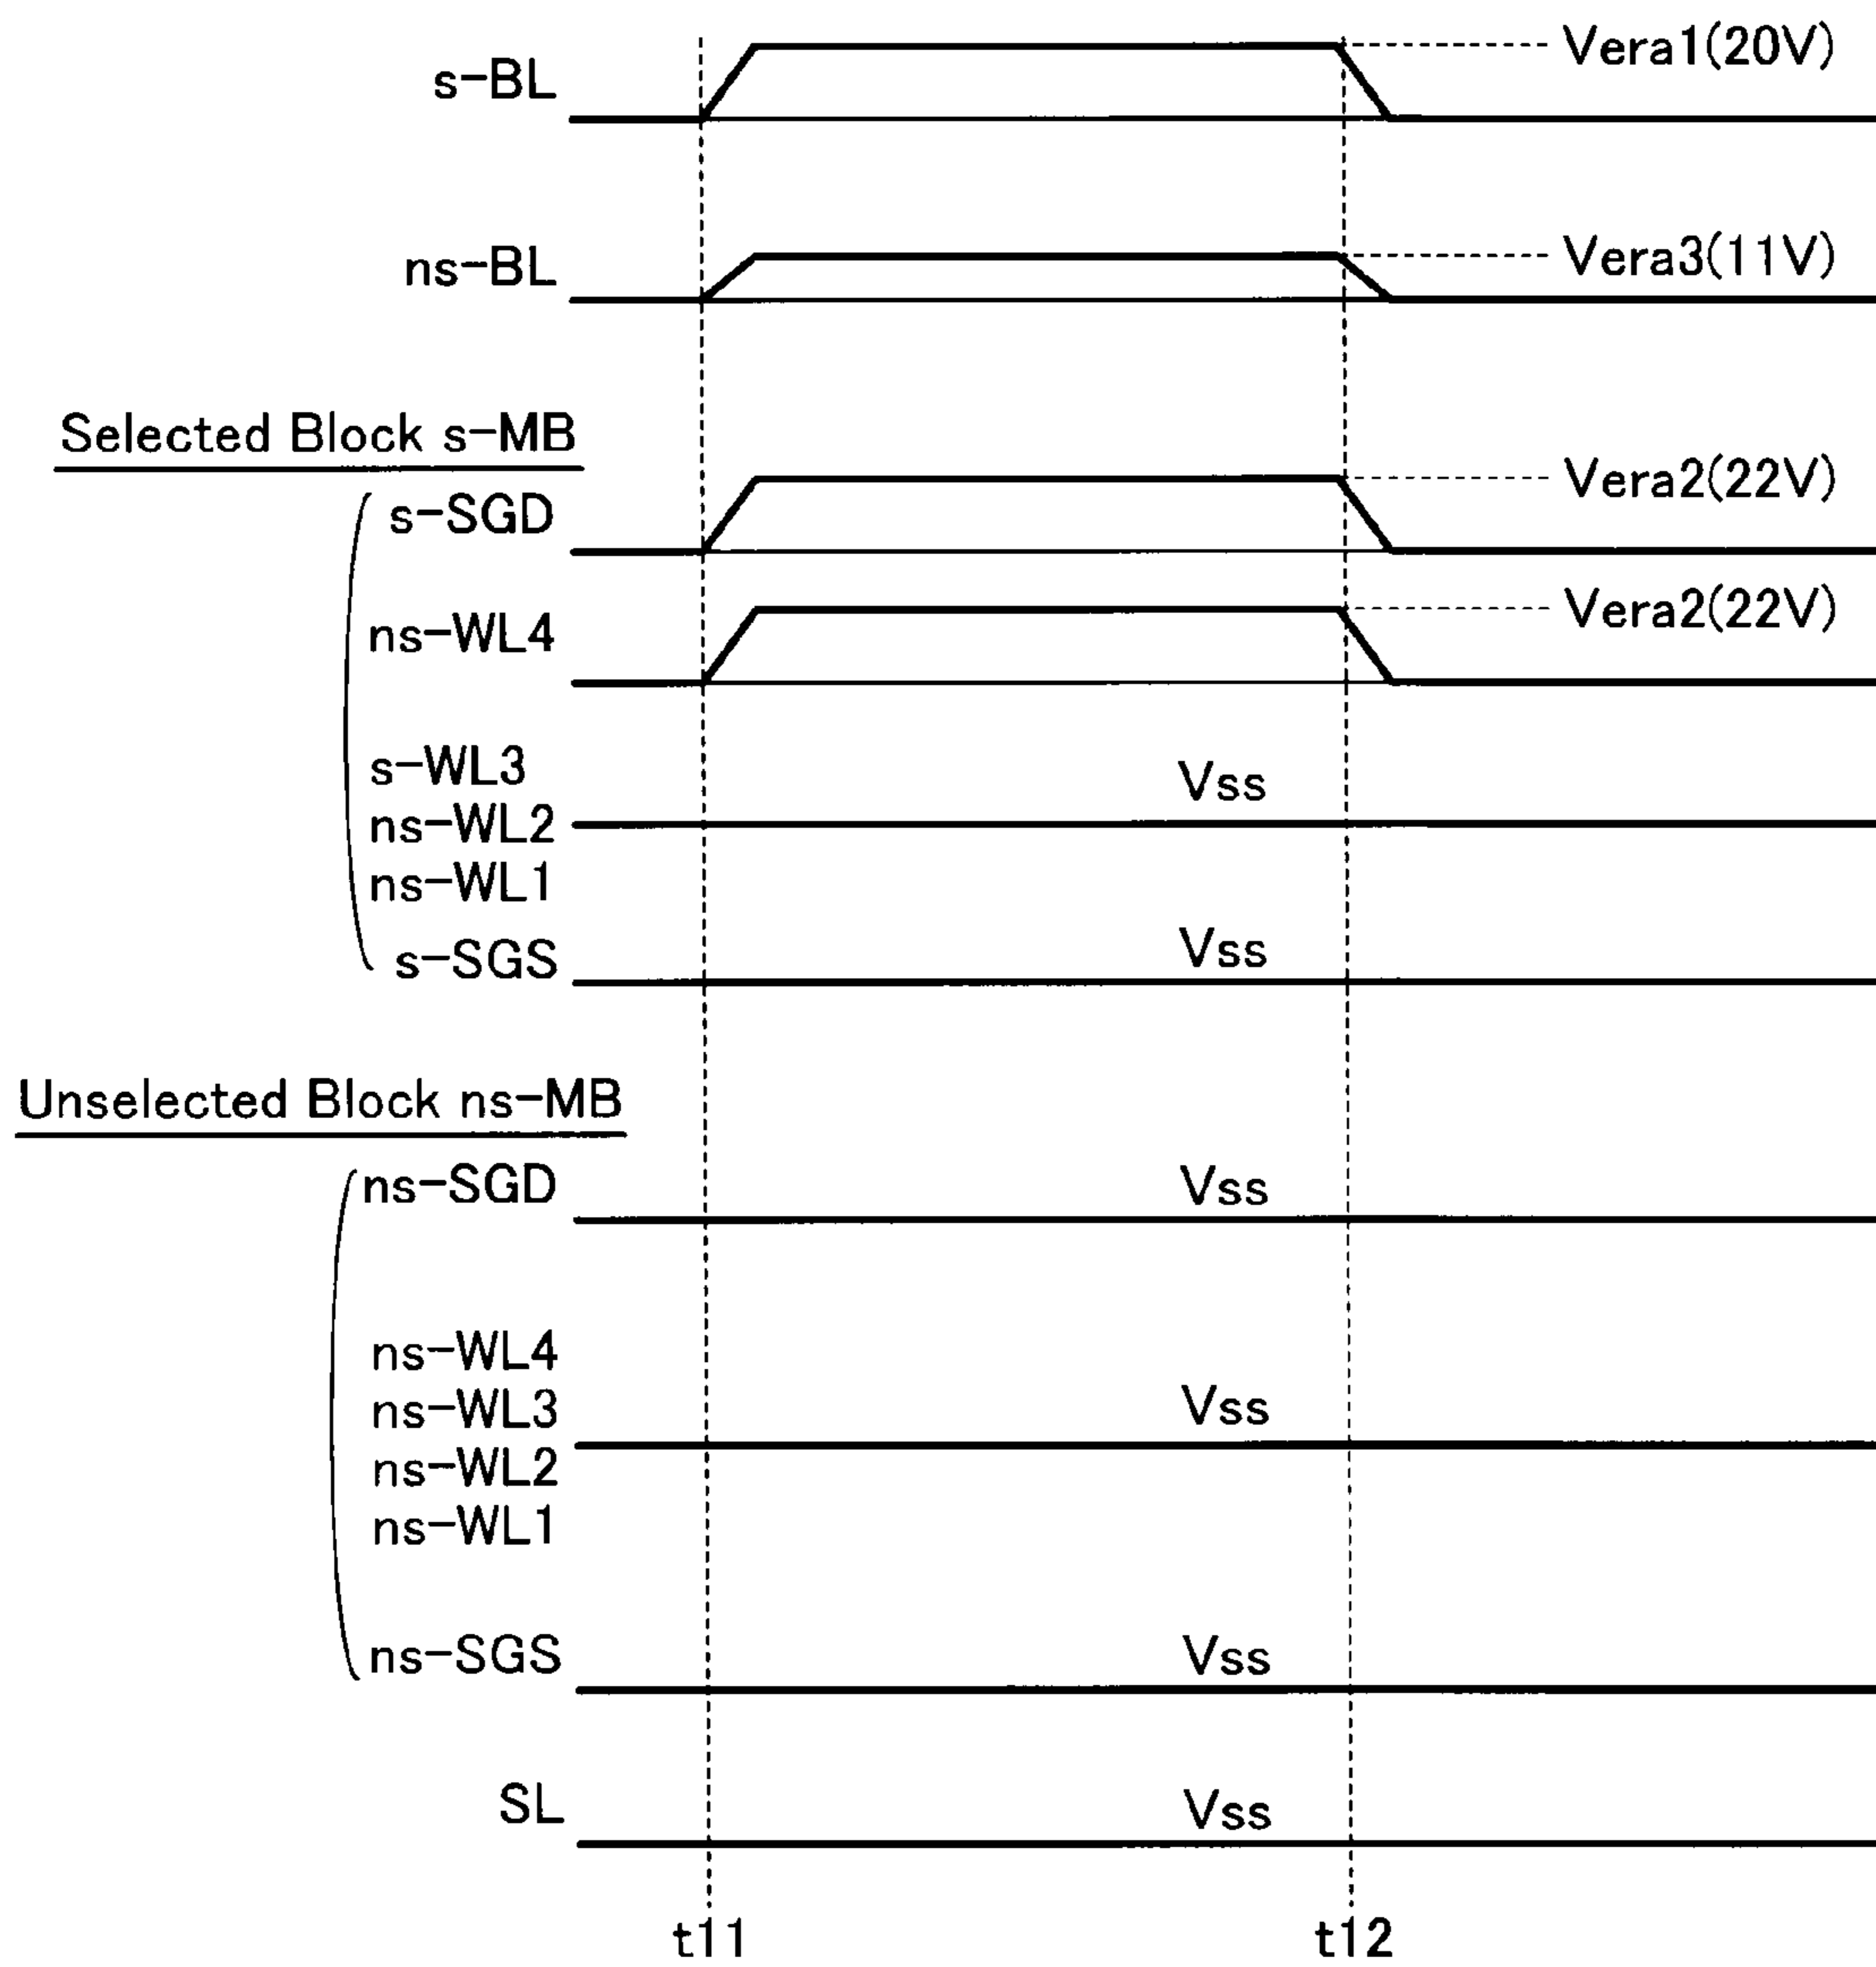 s-BL
Vera1(20V)
ns-BL
Vera3(11V)
Selected Block s-MB
s-SGD
Vera2(22V)
ns-WL4
Vera2(22V)
s-WL3
Vss
ns-WL2
ns-WL1
s-SGS
Vss
Unselected Block ns-MB
ns-SGD
Vss
ns-WL4
ns-WL3
Vss
ns-WL2
ns-WL1
ns-SGS
Vss
SL
Vss
t11
t12